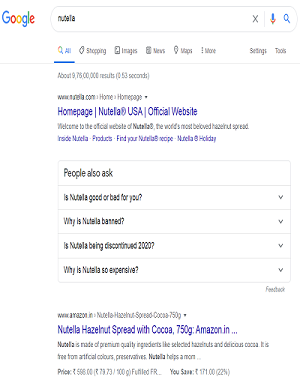 Google
nutella
All Shopping Images News Maps More Settings Tools
About 9,76,00,000 results (0.53 seconds)
www.nutella.com › Home › Homepage
Homepage | Nutella® USA | Official Website
Welcome to the official website of Nutella®, the world's most beloved hazelnut spread.
Inside Nutella · Products · Find your Nutella® recipe · Nutella ® Holiday
People also ask
Is Nutella good or bad for you?
Why is Nutella banned?
Is Nutella being discontinued 2020?
Why is Nutella so expensive?
Feedback
www.amazon.in › Nutella-Hazelnut-Spread-Cocoa-750g
Nutella Hazelnut Spread with Cocoa, 750g: Amazon.in ...
Nutella is made of premium quality ingredients like selected hazelnuts and delicious cocoa. It is
free from artificial colours, preservatives. Nutella helps a mom ...
Price: ₹ 598.00 (₹ 79.73 / 100 g) Fulfilled FR... You Save: ₹ 171.00 (22%)